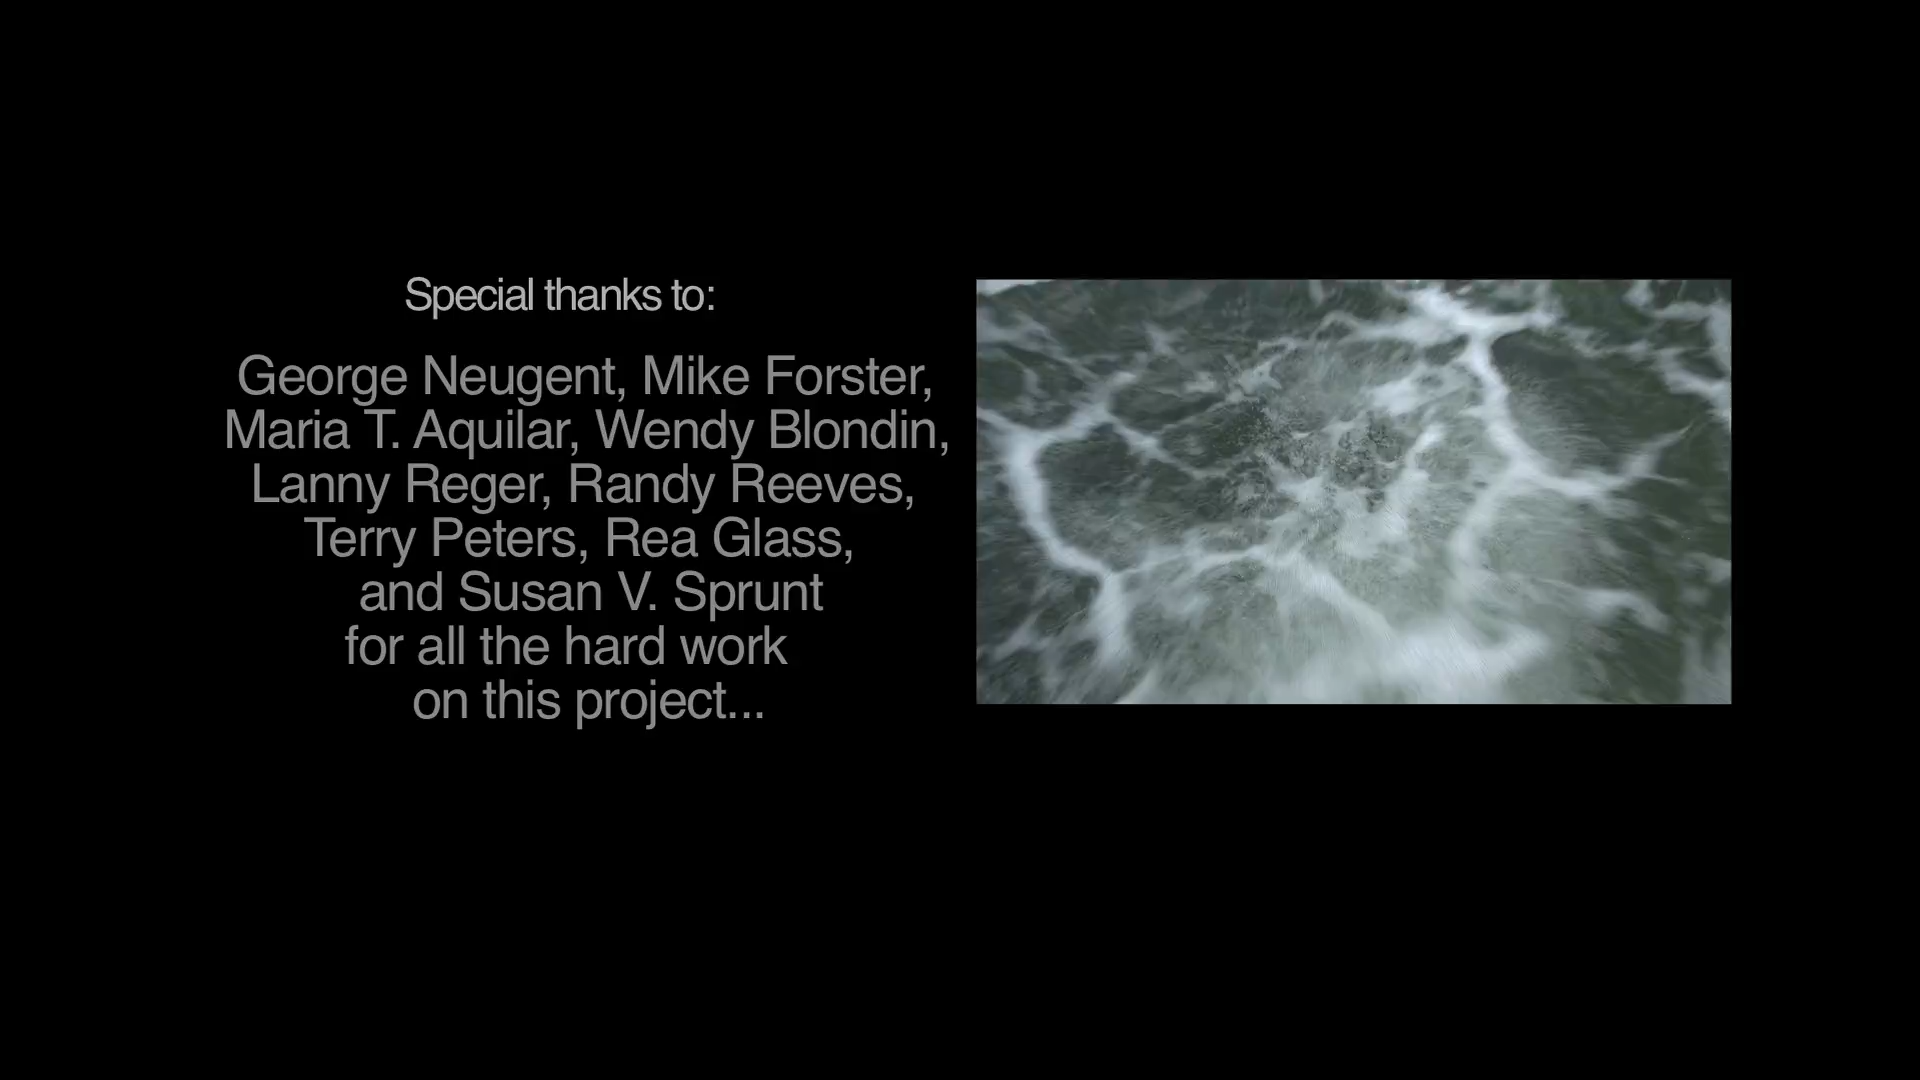 Special thanks to:
George Neugent, Mike Forster,
Maria T. Aquilar, Wendy Blondin,
Lanny Reger, Randy Reeves,
Terry Peters, Rea Glass,
and Susan V. Sprunt
for all the hard work
on this project...